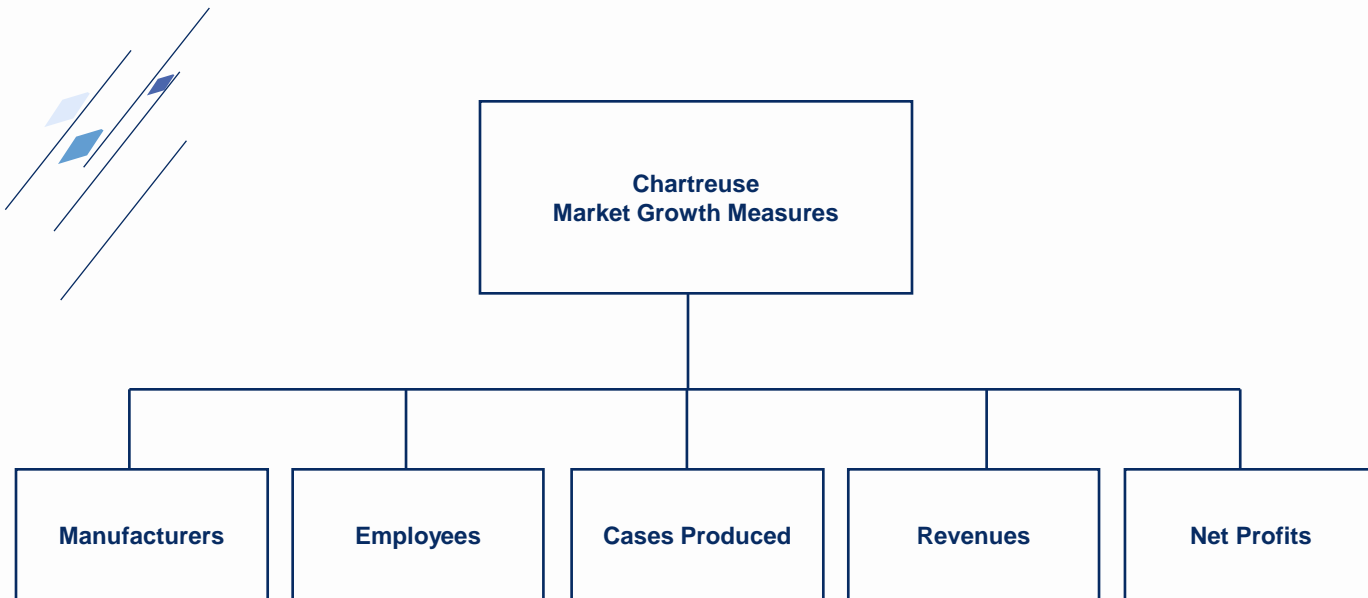 Chartreuse
Market Growth Measures
Manufacturers
Employees
Cases Produced
Revenues
Net Profits